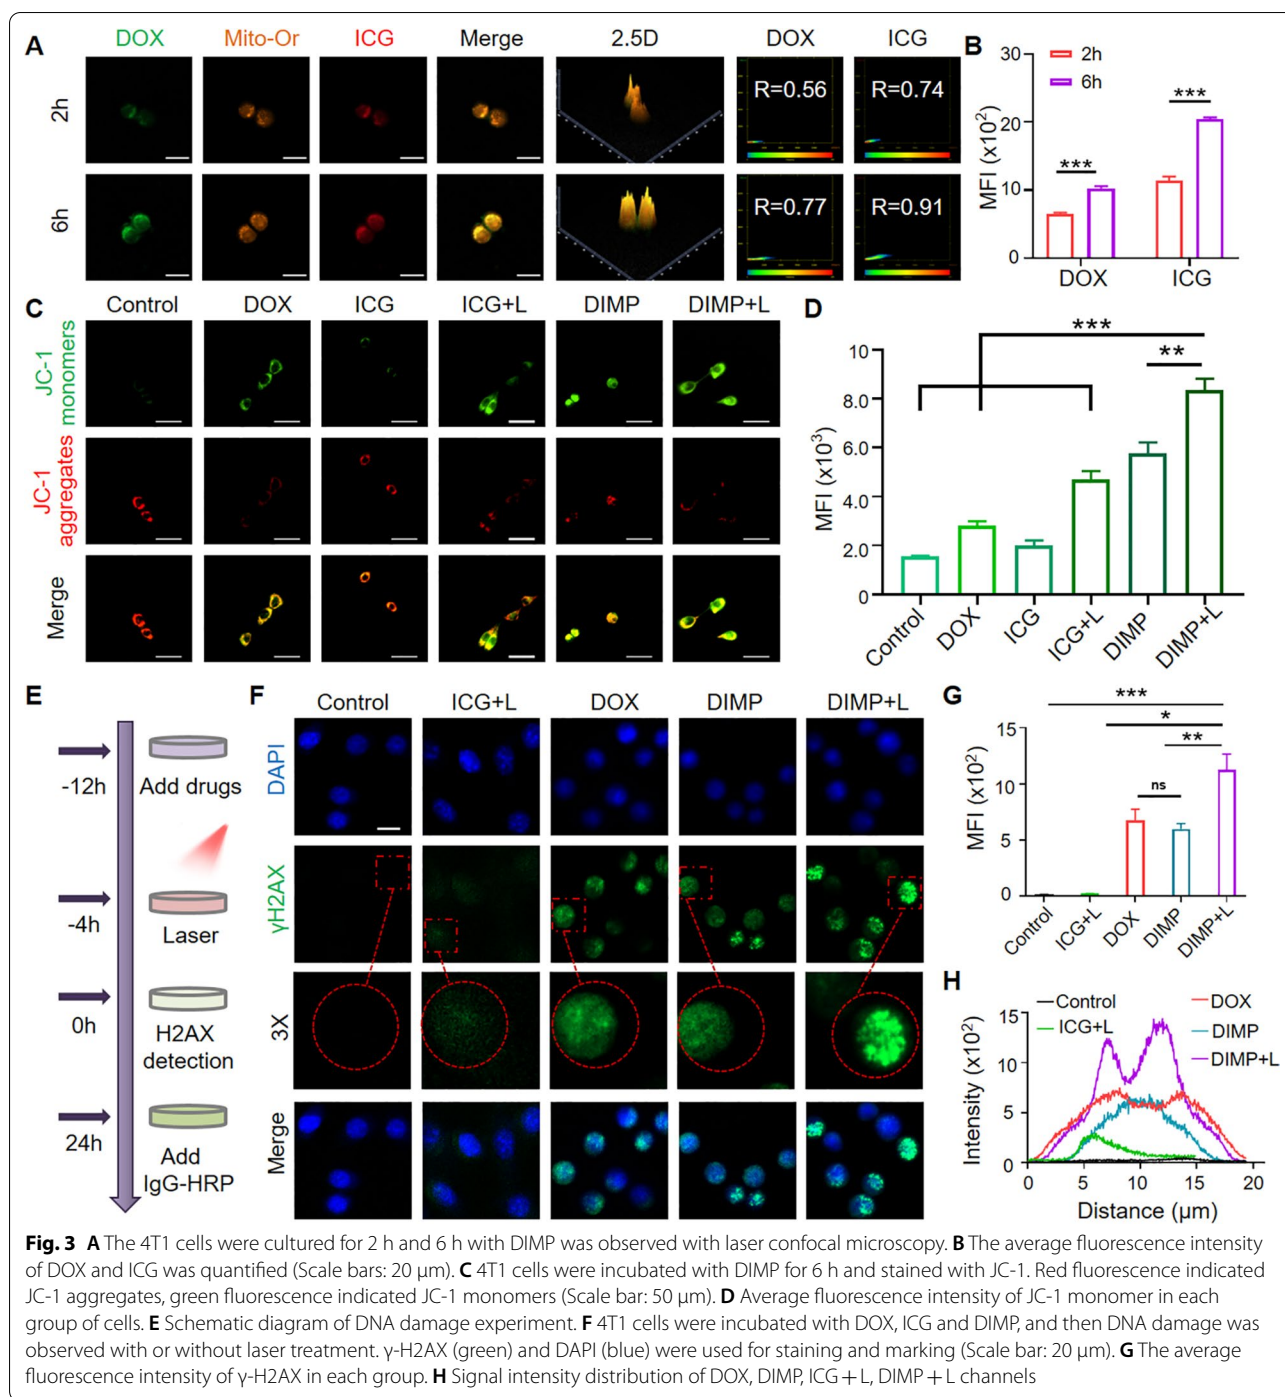 A
DOX Mito-Or ICG Merge 2.5D DOX ICG
2h
R=0.56 R=0.74
6h
R=0.77 R=0.91
B
30
20
10
0
MFI (x10²)
2h
6h
***
***
DOX ICG
C
Control DOX ICG ICG+L DIMP DIMP+L
JC-1
monomers
JC-1
aggregates
Merge
D
***
**
10
8.0
6.0
4.0
2.0
0
MFI (x10³)
Control DOX ICG ICG+L DIMP DIMP+L
E
-12h
Add drugs
-4h
Laser
0h
H2AX
detection
24h
Add
IgG-HRP
F
Control ICG+L DOX DIMP DIMP+L
DAPI
γH2AX
3X
Merge
G
***
*
**
ns
15
10
5
0
MFI (x10²)
Control ICG+L DOX DIMP DIMP+L
H
Control DOX
ICG+L DIMP
DIMP+L
15
10
5
0
Intensity (x10²)
0 5 10 15 20
Distance (μm)
Fig. 3 A The 4T1 cells were cultured for 2 h and 6 h with DIMP was observed with laser confocal microscopy. B The average fluorescence intensity
of DOX and ICG was quantified (Scale bars: 20 μm). C 4T1 cells were incubated with DIMP for 6 h and stained with JC-1. Red fluorescence indicated
JC-1 aggregates, green fluorescence indicated JC-1 monomers (Scale bar: 50 μm). D Average fluorescence intensity of JC-1 monomer in each
group of cells. E Schematic diagram of DNA damage experiment. F 4T1 cells were incubated with DOX, ICG and DIMP, and then DNA damage was
observed with or without laser treatment. γ-H2AX (green) and DAPI (blue) were used for staining and marking (Scale bar: 20 μm). G The average
fluorescence intensity of γ-H2AX in each group. H Signal intensity distribution of DOX, DIMP, ICG + L, DIMP + L channels